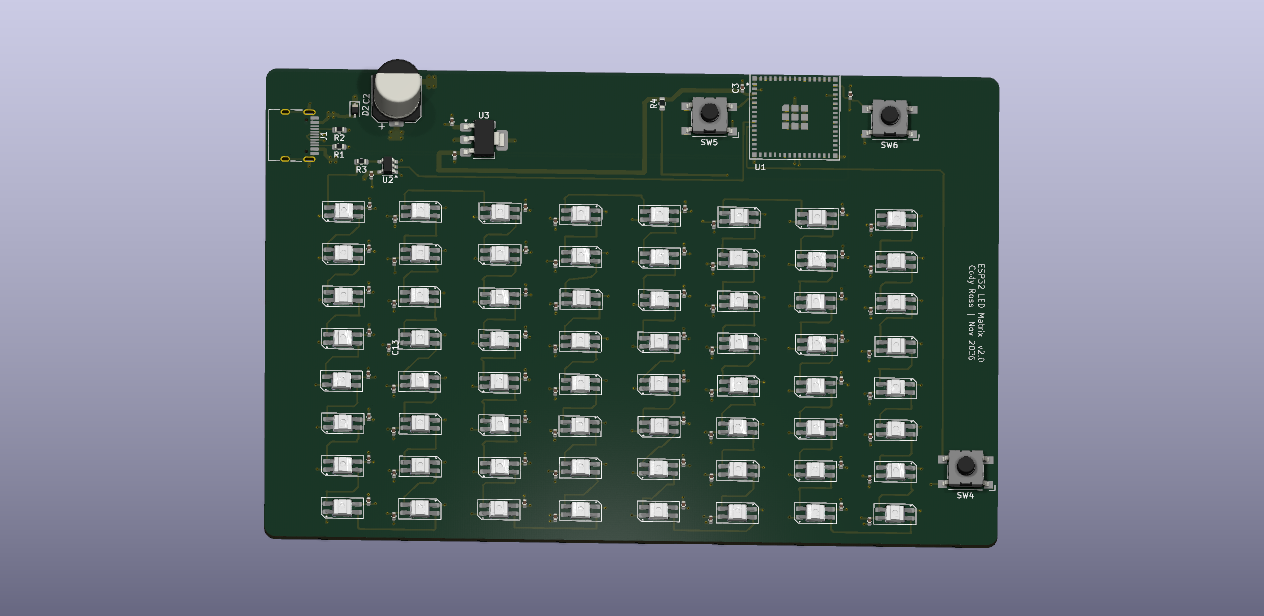 C2
D2
+
J1
R2
R1
R3
U2
U3
R4
C3
SW5
U1
SW6
C13
ESP32 LED Matrix v2.0
Cody Ross | Nov 2036
SW4